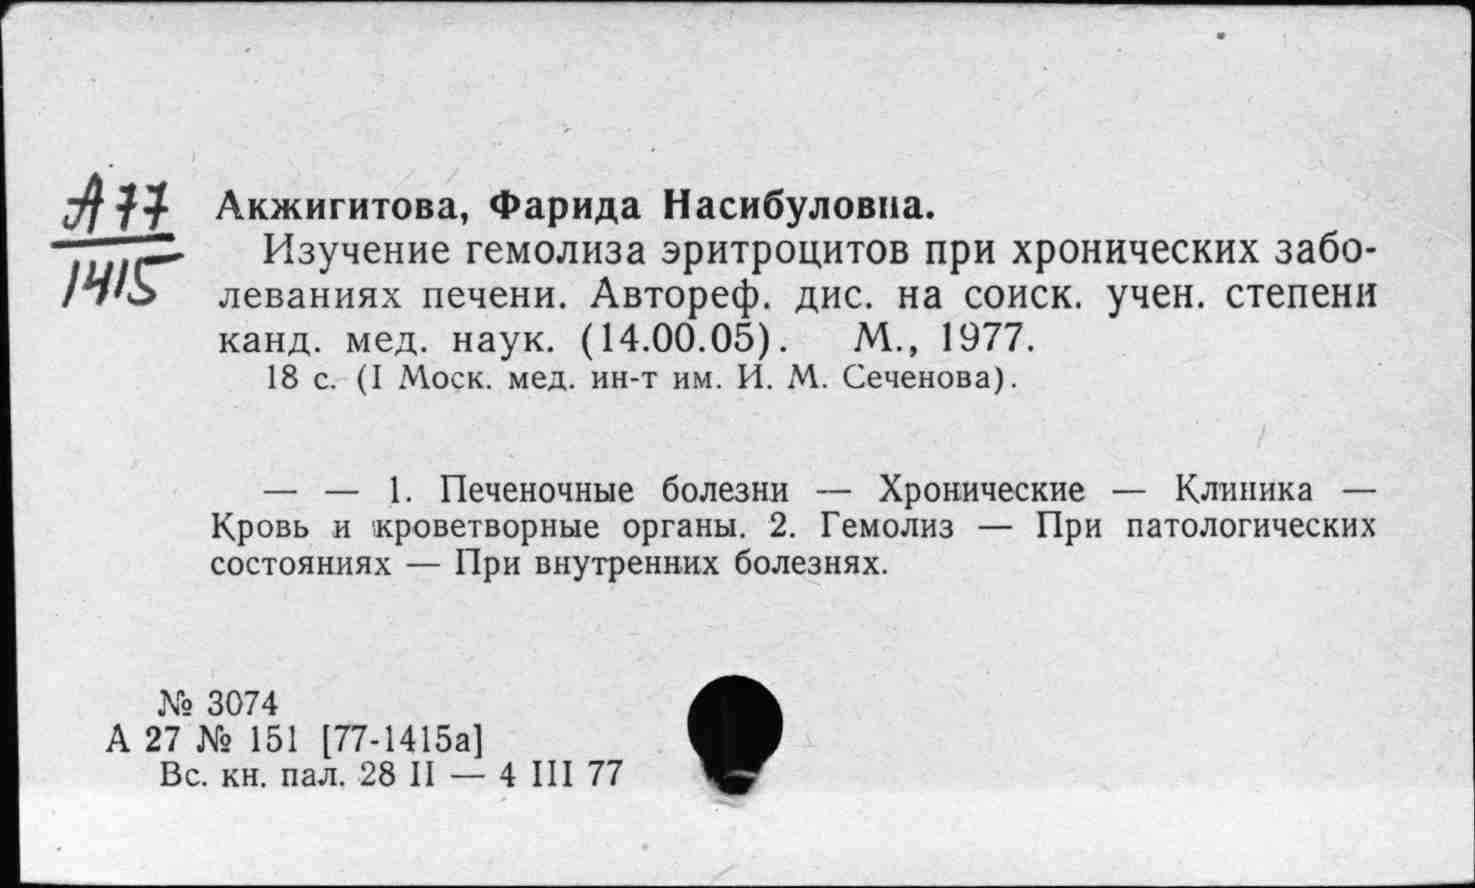 А77
1415
Акжигитова, Фарида Насибуловна.
Изучение гемолиза эритроцитов при хронических забо-
леваниях печени. Автореф. дис. на соиск. учен. степени
канд. мед. наук. (14.00.05). М., 1977.
18 с. (I Моск. мед. ин-т им. И. М. Сеченова).
— — 1. Печеночные болезни — Хронические — Клиника —
Кровь и кроветворные органы. 2. Гемолиз — При патологических
состояниях — При внутренних болезнях.
№ 3074
А 27 № 151 [77-1415а]
Вс. кн. пал. 28 II — 4 III 77